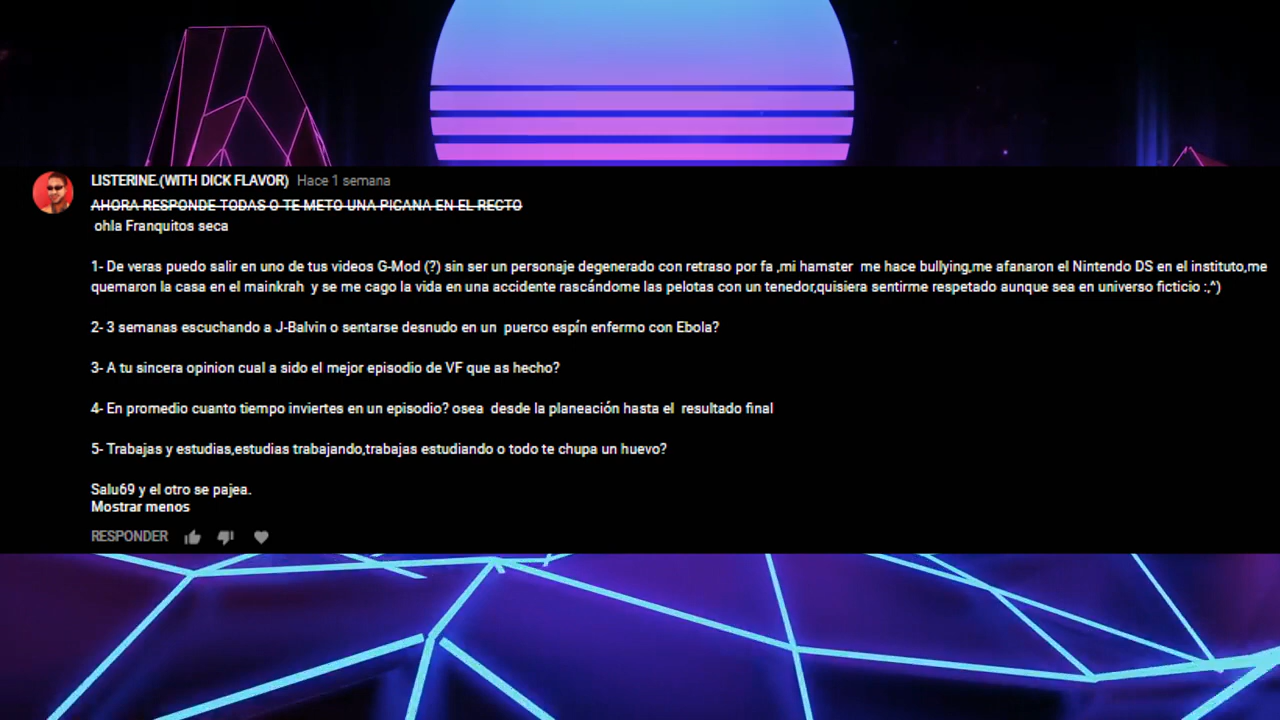 LISTERINE.(WITH DICK FLAVOR) Hace 1 semana
AHORA RESPONDE TODAS O TE METO UNA PICANA EN EL RECTO
ohla Franquitos seca
1- De veras puedo salir en uno de tus videos G-Mod (?) sin ser un personaje degenerado con retraso por fa ,mi hamster me hace bullying,me afanaron el Nintendo DS en el instituto,me
quemaron la casa en el mainkrah y se me cago la vida en una accidente rascándome las pelotas con un tenedor,quisiera sentirme respetado aunque sea en universo ficticio :,^)
2- 3 semanas escuchando a J-Balvin o sentarse desnudo en un puerco espín enfermo con Ebola?
3- A tu sincera opinion cual a sido el mejor episodio de VF que as hecho?
4- En promedio cuanto tiempo inviertes en un episodio? osea desde la planeación hasta el resultado final
5- Trabajas y estudias,estudias trabajando,trabajas estudiando o todo te chupa un huevo?
Salu69 y el otro se pajea.
Mostrar menos
RESPONDER